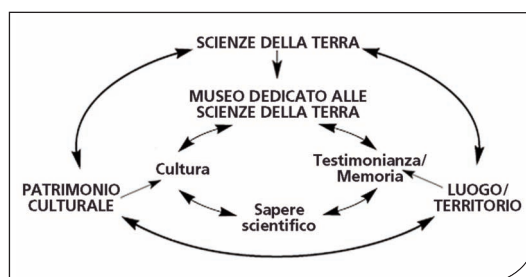 SCIENZE DELLA TERRA
MUSEO DEDICATO ALLE
SCIENZE DELLA TERRA
Cultura
Testimonianza/
Memoria
PATRIMONIO
CULTURALE
LUOGO/
TERRITORIO
Sapere
scientifico